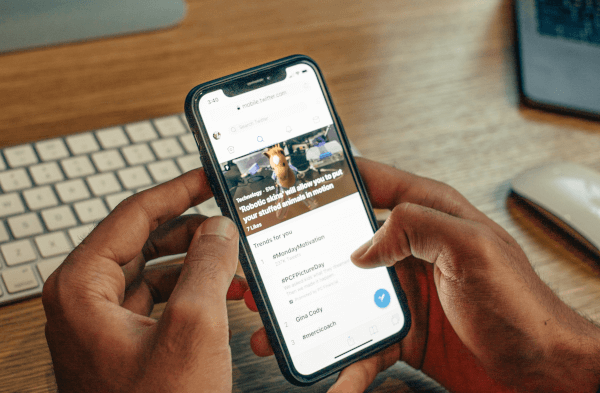 mobile.twitter.com
Search Twitter
Technology
'Robotic skins' will allow you to put
your stuffed animals in motion
7 Likes
Trends for you
1 #MondayMotivation
#PCFPictureDay
Gina Cody
#mercicoach